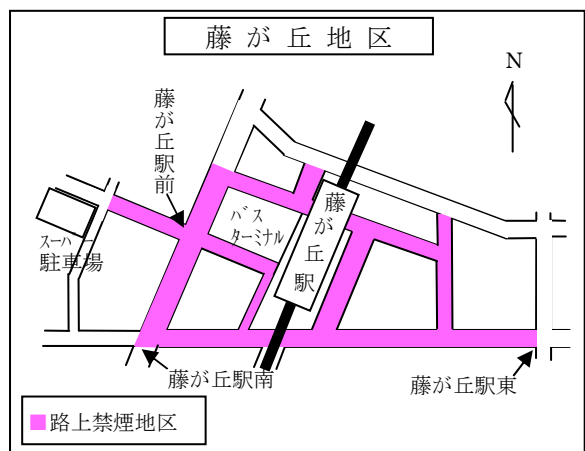 藤が丘地区
N
藤が丘駅前
バス
ターミナル
藤が丘駅
スーパー
駐車場
藤が丘駅南
藤が丘駅東
路上禁煙地区